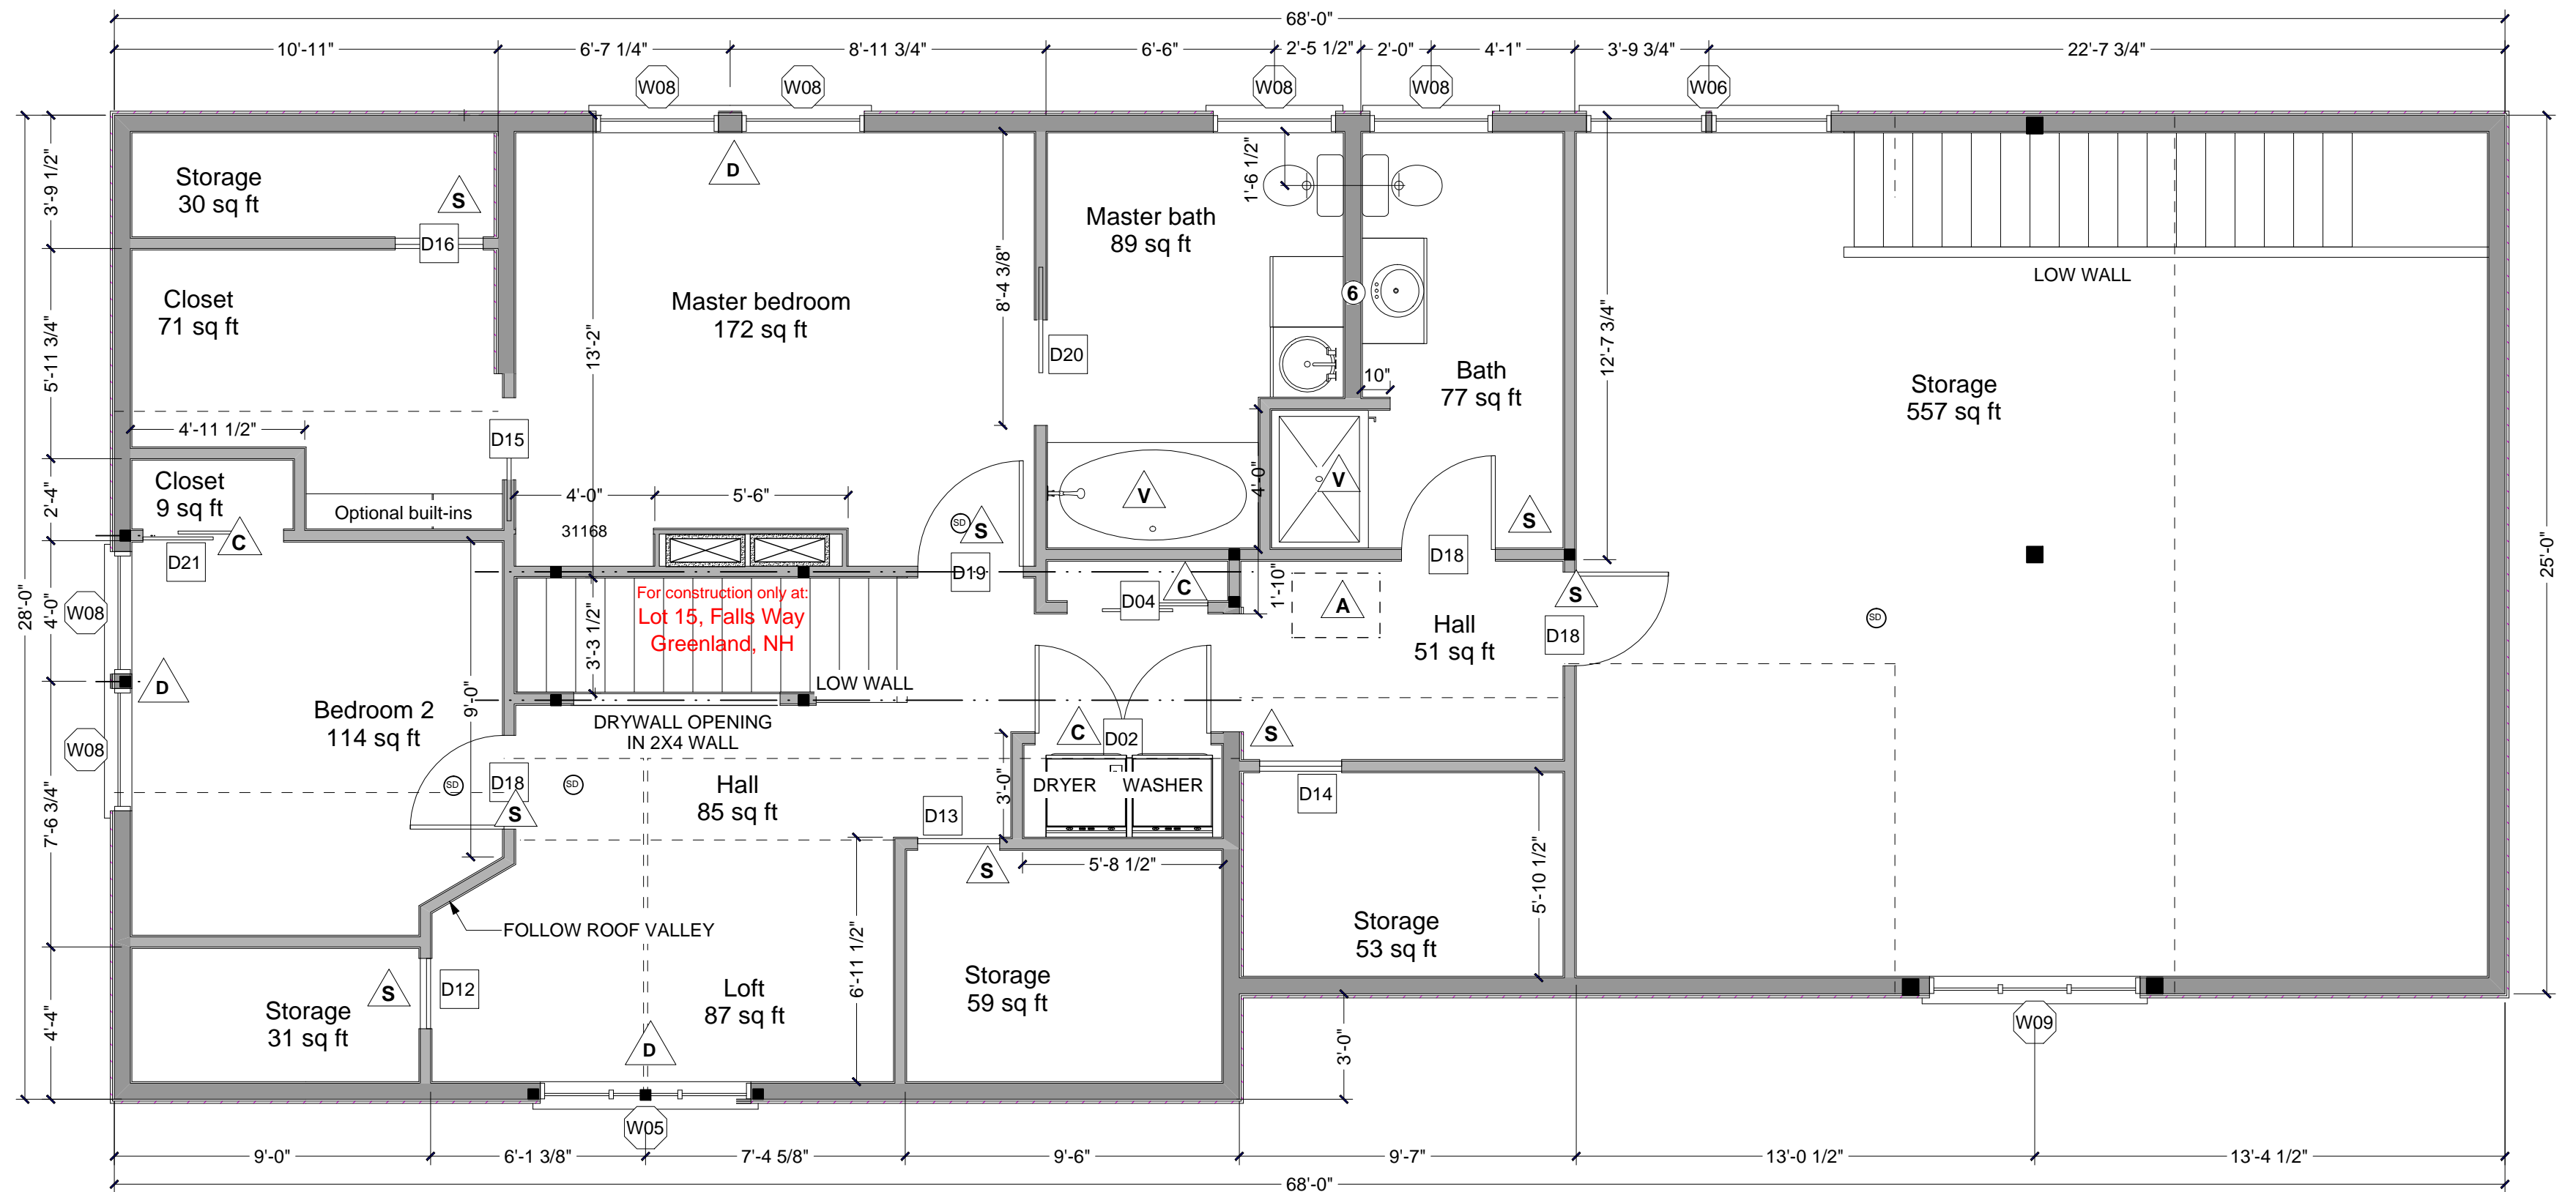 68'-0"
10'-11"
6'-7 1/4"
8'-11 3/4"
6'-6"
2'-5 1/2"
2'-0"
4'-1"
3'-9 3/4"
22'-7 3/4"
W08
W08
W08
W08
W06
28'-0"
3'-9 1/2"
5'-11 3/4"
2'-4"
4'-0"
7'-6 3/4"
4'-4"
25'-0"
Storage
30 sq ft
S
D16
D
Master bath
89 sq ft
1'-6 1/2"
8'-4 3/8"
LOW WALL
Closet
71 sq ft
Master bedroom
172 sq ft
13'-2"
6
12'-7 3/4"
D20
10"
Bath
77 sq ft
Storage
557 sq ft
4'-11 1/2"
D15
Closet
9 sq ft
Optional built-ins
4'-0"
5'-6"
31168
V
V
4'-0"
SD
S
S
C
D21
D19
D18
For construction only at:
Lot 15, Falls Way
Greenland, NH
3'-3 1/2"
C
D04
1'-10"
A
S
D18
Hall
51 sq ft
SD
W08
D
W08
LOW WALL
Bedroom 2
114 sq ft
9'-0"
DRYWALL OPENING
IN 2X4 WALL
C
D02
S
SD
D18
S
SD
Hall
85 sq ft
3'-0"
DRYER
WASHER
D14
D13
S
5'-8 1/2"
5'-10 1/2"
FOLLOW ROOF VALLEY
6'-11 1/2"
Storage
53 sq ft
Storage
31 sq ft
S
D12
Loft
87 sq ft
D
Storage
59 sq ft
3'-0"
W09
W05
9'-0"
6'-1 3/8"
7'-4 5/8"
9'-6"
9'-7"
13'-0 1/2"
13'-4 1/2"
68'-0"